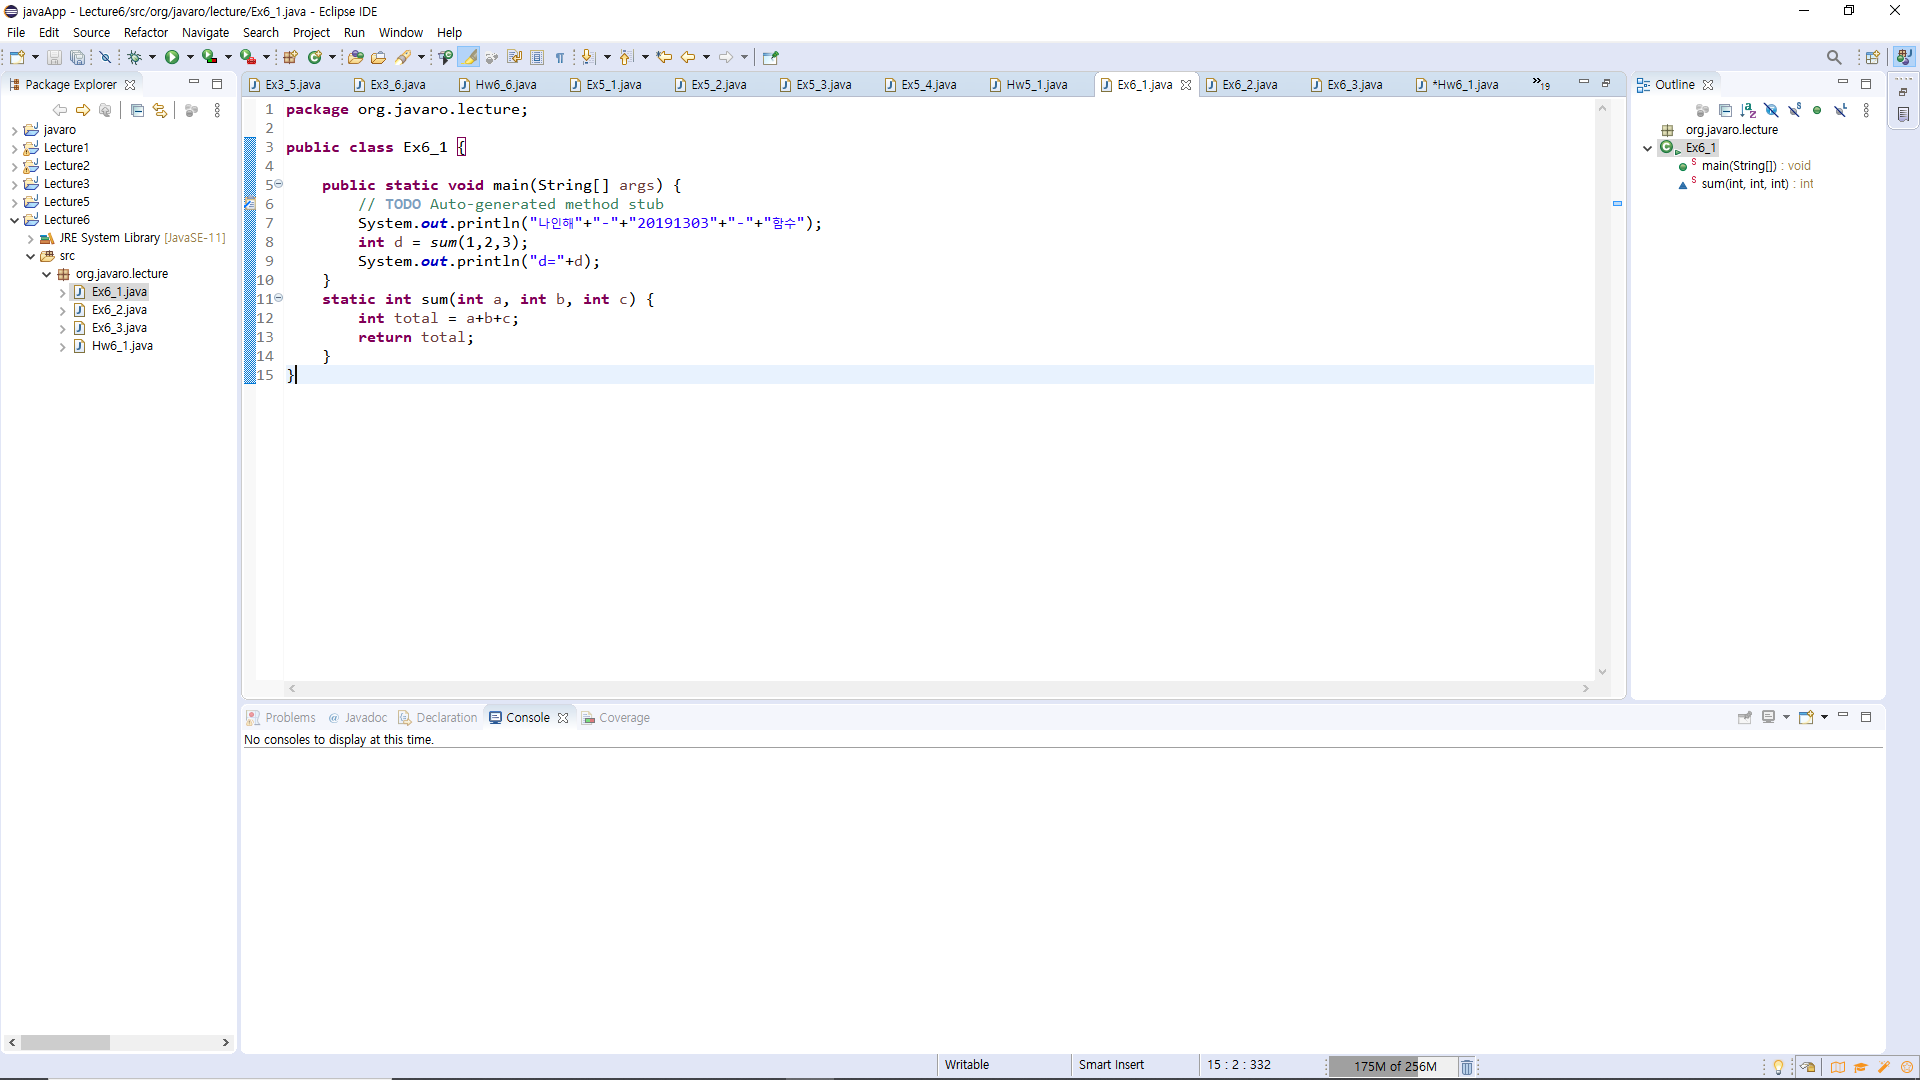 javaApp - Lecture6/src/org/javaro/lecture/Ex6_1.java - Eclipse IDE
File Edit Source Refactor Navigate Search Project Run Window Help
Package Explorer
javaro
Lecture1
Lecture2
Lecture3
Lecture5
Lecture6
JRE System Library [JavaSE-11]
src
org.javaro.lecture
Ex6_1.java
Ex6_2.java
Ex6_3.java
Hw6_1.java
Ex3_5.java Ex3_6.java Hw6_6.java Ex5_1.java Ex5_2.java Ex5_3.java Ex5_4.java Hw5_1.java Ex6_1.java Ex6_2.java Ex6_3.java *Hw6_1.java »19
1 package org.javaro.lecture;
2
3 public class Ex6_1 {
4
5 public static void main(String[] args) {
6 // TODO Auto-generated method stub
7 System.out.println("나인해"+"-"+"20191303"+"-"+"함수");
8 int d = sum(1,2,3);
9 System.out.println("d="+d);
10 }
11 static int sum(int a, int b, int c) {
12 int total = a+b+c;
13 return total;
14 }
15 }
Outline
org.javaro.lecture
Ex6_1
main(String[]) : void
sum(int, int, int) : int
Problems @ Javadoc Declaration Console Coverage
No consoles to display at this time.
Writable Smart Insert 15 : 2 : 332 175M of 256M